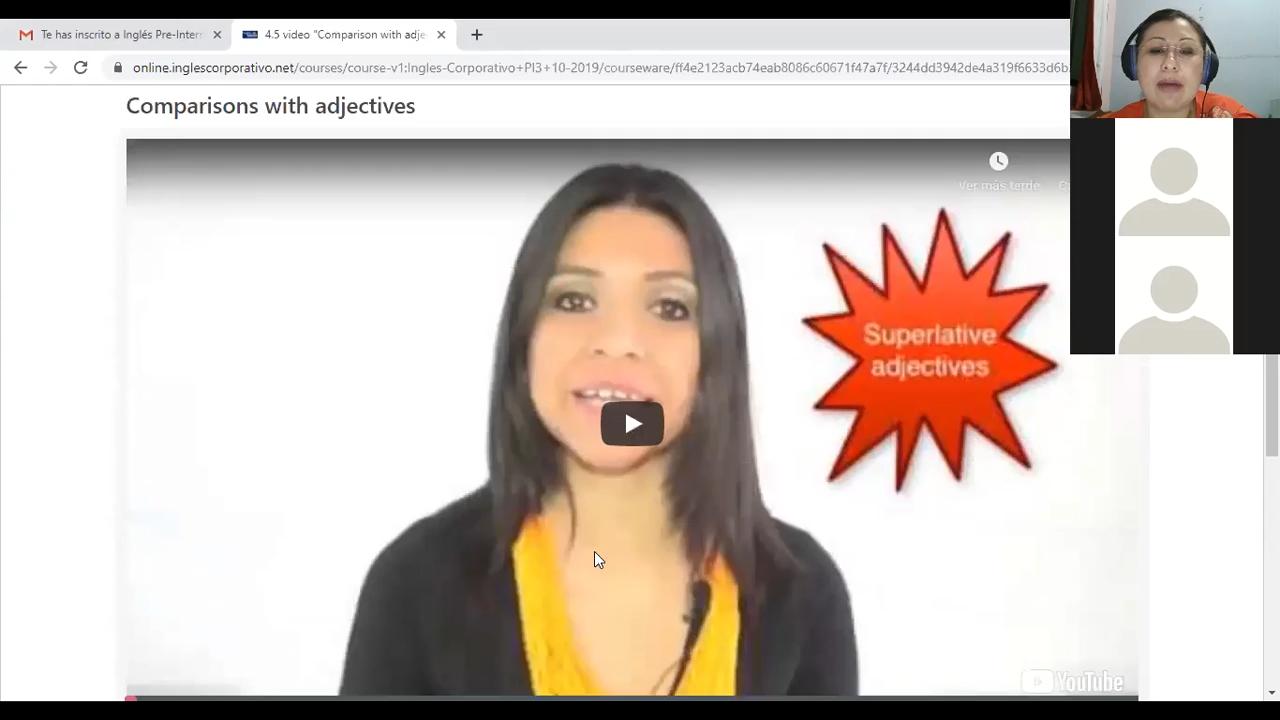 Te has inscrito a Inglés Pre-Interr
4.5 video "Comparison with adje
online.inglescorporativo.net/courses/course-v1:Ingles-Corporativo+PI3+10-2019/courseware/ff4e2123acb74eab8086c60671f47a7f/3244dd3942de4a319f6633d6b
Comparisons with adjectives
Ver más tarde
Superlative
adjectives
YouTube